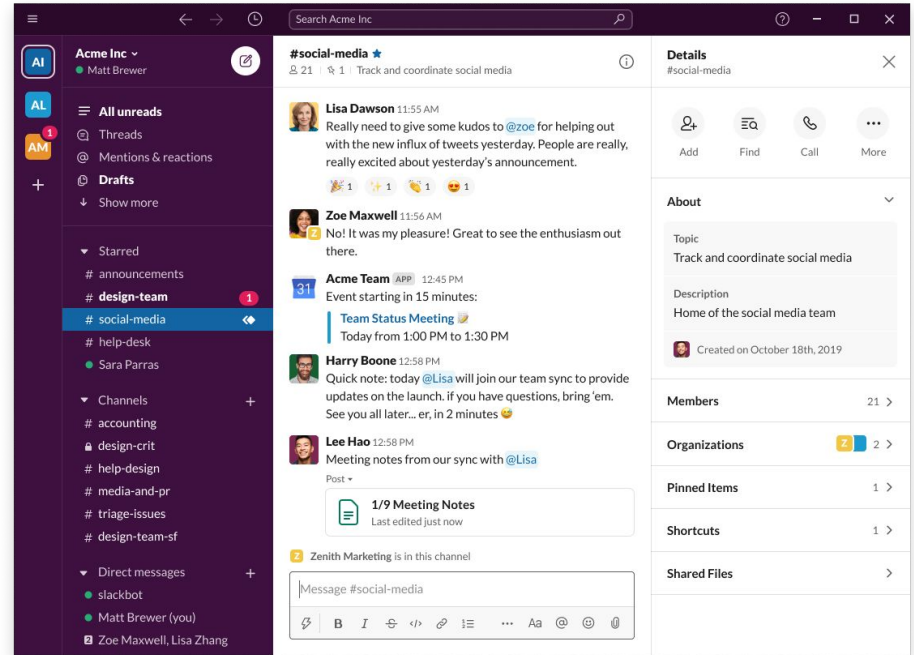 Search Acme Inc
AI
AL
AM
1
Acme Inc
Matt Brewer
All unreads
Threads
Mentions & reactions
Drafts
Show more
Starred
# announcements
# design-team 1
# social-media
# help-desk
Sara Parras
Channels +
# accounting
design-crit
# help-design
# media-and-pr
# triage-issues
# design-team-sf
Direct messages +
slackbot
Matt Brewer (you)
2 Zoe Maxwell, Lisa Zhang
#social-media
21 | 1 | Track and coordinate social media
Lisa Dawson 11:55 AM
Really need to give some kudos to @zoe for helping out
with the new influx of tweets yesterday. People are really,
really excited about yesterday's announcement.
1 1 1 1
Zoe Maxwell 11:56 AM
Z
No! It was my pleasure! Great to see the enthusiasm out
there.
31
Acme Team APP 12:45 PM
Event starting in 15 minutes:
Team Status Meeting
Today from 1:00 PM to 1:30 PM
Harry Boone 12:58 PM
Quick note: today @Lisa will join our team sync to provide
updates on the launch. if you have questions, bring 'em.
See you all later... er, in 2 minutes
Lee Hao 12:58 PM
Meeting notes from our sync with @Lisa
Post
1/9 Meeting Notes
Last edited just now
Z Zenith Marketing is in this channel
Message #social-media
B I S </> ... Aa @
Details
#social-media
Add Find Call More
About
Topic
Track and coordinate social media
Description
Home of the social media team
Created on October 18th, 2019
Members 21
Organizations Z 2
Pinned Items 1
Shortcuts 1
Shared Files